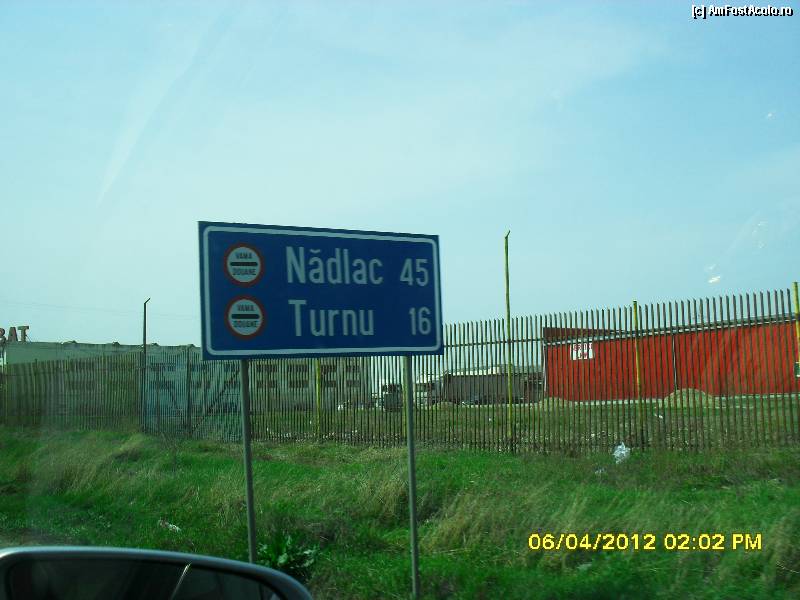 [c] AmFostAcolo.ro
VAMA
DOUANE
Nădlac 45
VAMA
DOUANE
Turnu 16
06/04/2012 02:02 PM